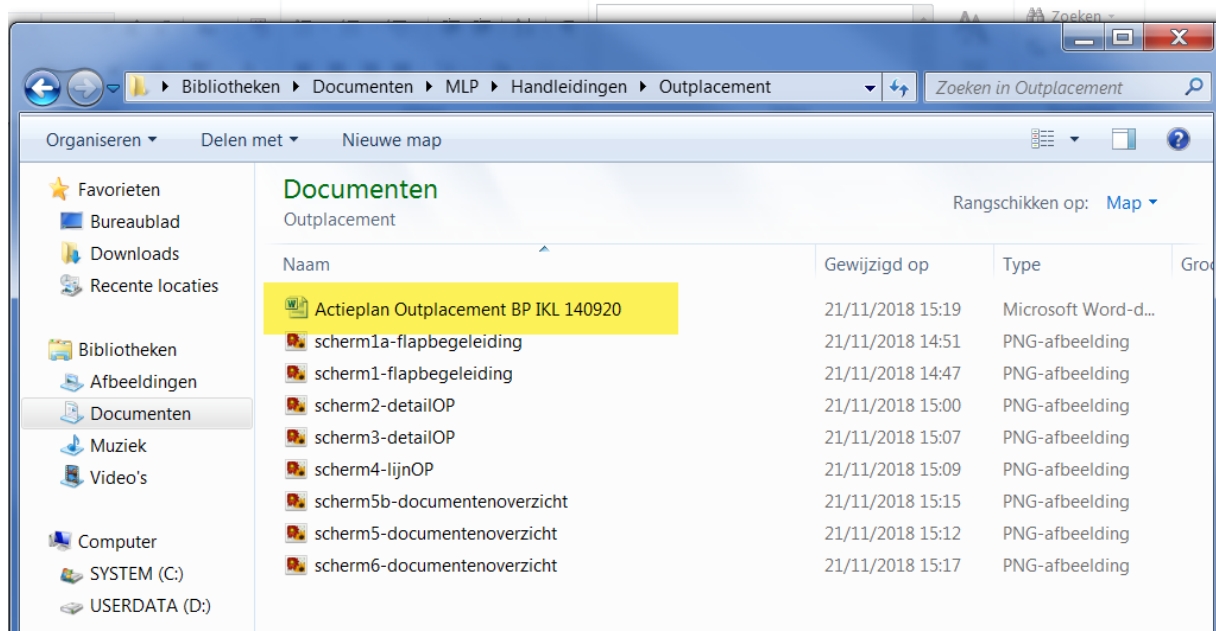 Zoeken
Bibliotheken Documenten MLP Handleidingen Outplacement
Zoeken in Outplacement
Organiseren Delen met Nieuwe map
Favorieten
Bureaublad
Downloads
Recente locaties
Bibliotheken
Afbeeldingen
Documenten
Muziek
Video's
Computer
SYSTEM (C:)
USERDATA (D:)
Documenten
Outplacement
Rangschikken op: Map
Naam Gewijzigd op Type
Actieplan Outplacement BP IKL 140920 21/11/2018 15:19 Microsoft Word-d...
scherm1a-flapbegeleiding 21/11/2018 14:51 PNG-afbeelding
scherm1-flapbegeleiding 21/11/2018 14:47 PNG-afbeelding
scherm2-detailOP 21/11/2018 15:00 PNG-afbeelding
scherm3-detailOP 21/11/2018 15:07 PNG-afbeelding
scherm4-lijnOP 21/11/2018 15:09 PNG-afbeelding
scherm5b-documentenoverzicht 21/11/2018 15:15 PNG-afbeelding
scherm5-documentenoverzicht 21/11/2018 15:12 PNG-afbeelding
scherm6-documentenoverzicht 21/11/2018 15:17 PNG-afbeelding